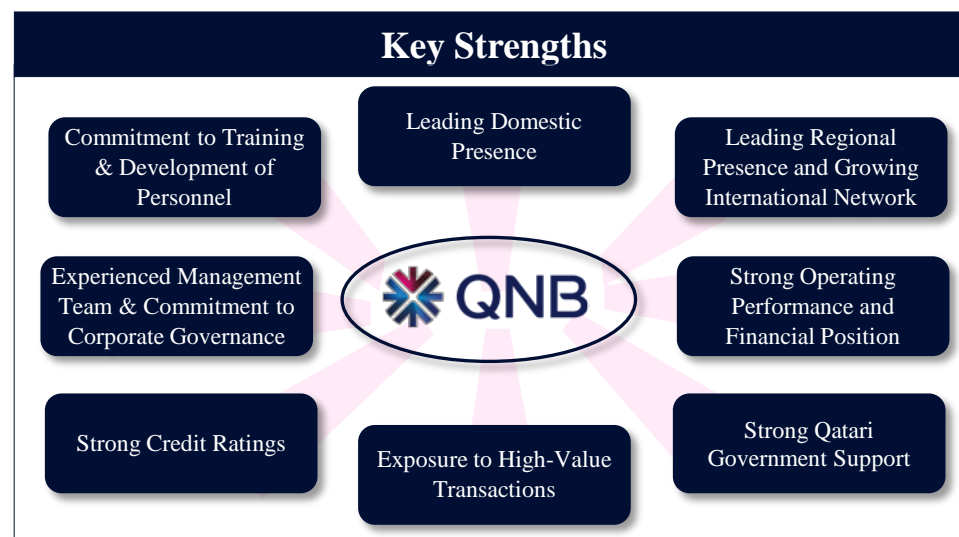 Key Strengths
Leading Domestic
Presence
Commitment to Training
& Development of
Personnel
Leading Regional
Presence and Growing
International Network
Experienced Management
Team & Commitment to
Corporate Governance
QNB
Strong Operating
Performance and
Financial Position
Strong Credit Ratings
Exposure to High-Value
Transactions
Strong Qatari
Government Support